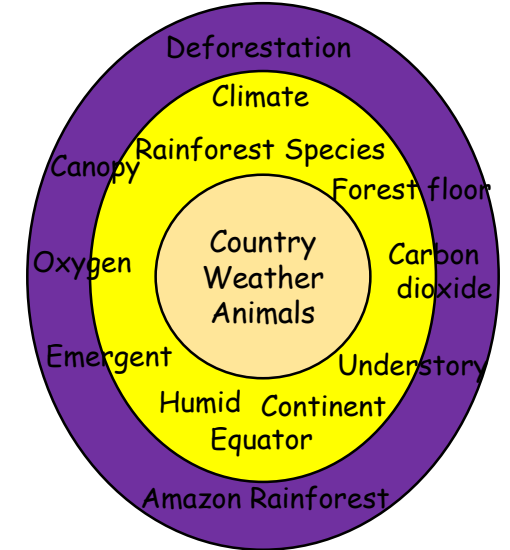 Deforestation
Climate
Rainforest Species
Canopy
Forest floor
Country
Weather
Animals
Oxygen
Carbon
dioxide
Emergent
Understory
Humid
Continent
Equator
Amazon Rainforest